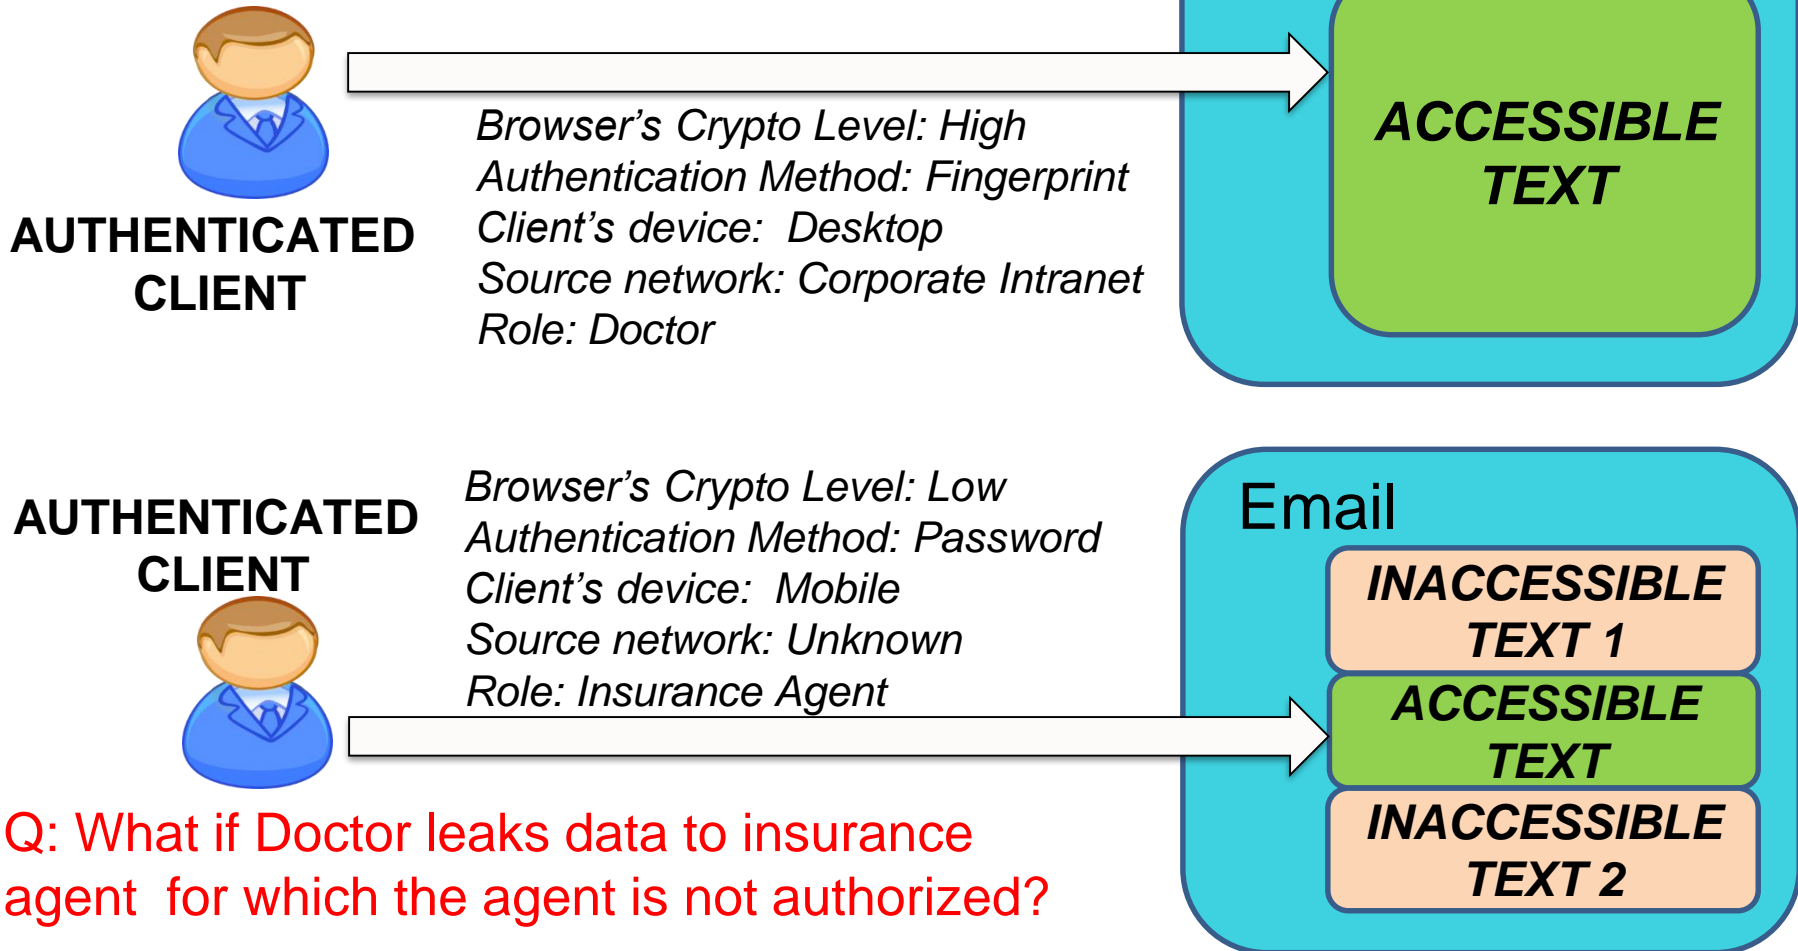 AUTHENTICATED
CLIENT
Browser's Crypto Level: High
Authentication Method: Fingerprint
Client's device:  Desktop
Source network: Corporate Intranet
Role: Doctor
ACCESSIBLE
TEXT
AUTHENTICATED
CLIENT
Browser's Crypto Level: Low
Authentication Method: Password
Client's device:  Mobile
Source network: Unknown
Role: Insurance Agent
Email
INACCESSIBLE
TEXT 1
ACCESSIBLE
TEXT
INACCESSIBLE
TEXT 2
Q: What if Doctor leaks data to insurance
agent  for which the agent is not authorized?